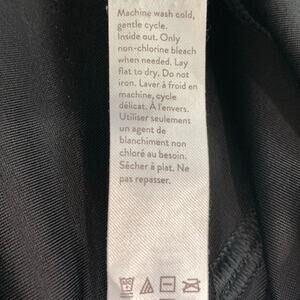 Machine wash cold,
gentle cycle.
Inside out. Only
non-chlorine bleach
when needed. Lay
flat to dry. Do not
iron. Laver à froid en
machine, cycle
délicat. À l'envers.
Utiliser seulement
un agent de
blanchiment non
chloré au besoin.
Sécher à plat. Ne
pas repasser.